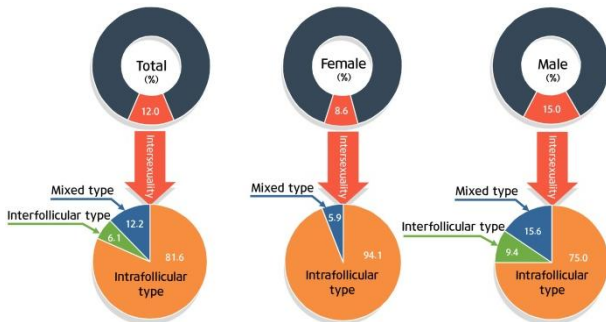 Total
(%)
12.0
Intersexuality
Mixed type
Interfollicular type
12.2
6.1
81.6
Intrafollicular
type
Female
(%)
8.6
Intersexuality
Mixed type
5.9
94.1
Intrafollicular
type
Male
(%)
15.0
Intersexuality
Mixed type
Interfollicular type
15.6
9.4
75.0
Intrafollicular
type